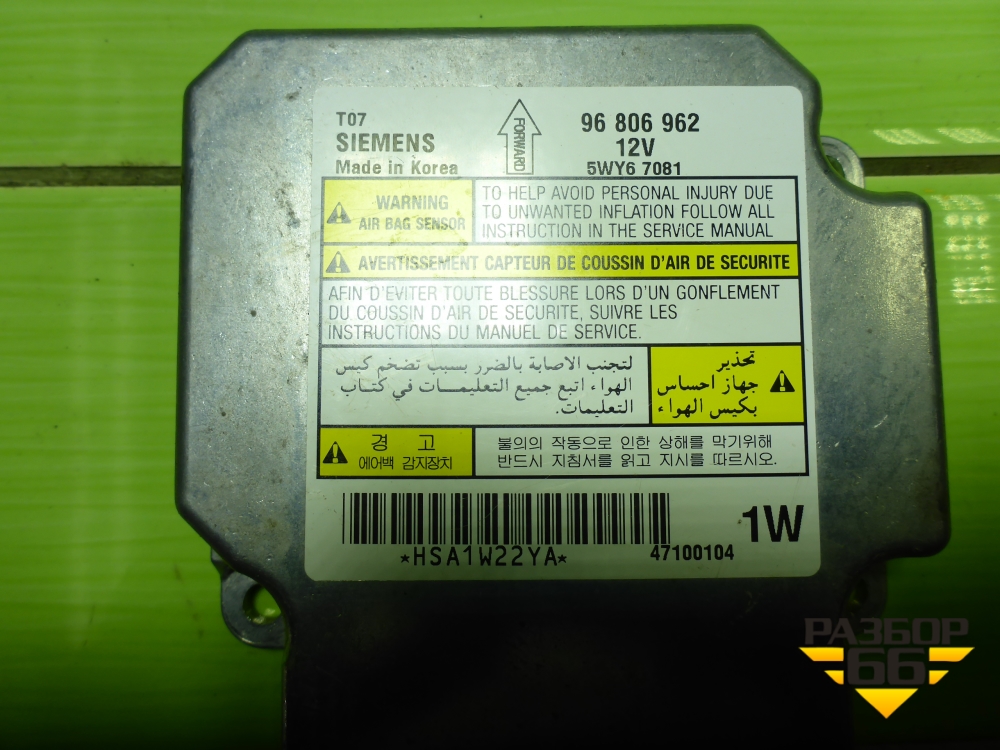 T07
SIEMENS
Made in Korea
FORWARD
96 806 962
12V
5WY6 7081
WARNING
AIR BAG SENSOR
TO HELP AVOID PERSONAL INJURY DUE
TO UNWANTED INFLATION FOLLOW ALL
INSTRUCTION IN THE SERVICE MANUAL
AVERTISSEMENT CAPTEUR DE COUSSIN D'AIR DE SECURITE
AFIN D'EVITER TOUTE BLESSURE LORS D'UN GONFLEMENT
DU COUSSIN D'AIR DE SECURITE, SUIVRE LES
INSTRUCTIONS DU MANUEL DE SERVICE.
تحذير
جهاز احساس
بكيس الهواء
لتجنب الاصابة بالضرر بسبب تضخم كيس
الهواء اتبع جميع التعليمــات في كتــاب
التعليمات.
경 고
에어백 감지장치
불의의 작동으로 인한 상해를 막기위해
반드시 지침서를 읽고 지시를 따르시오.
*HSA1W22YA*
47100104
1W
РАЗБОР
66